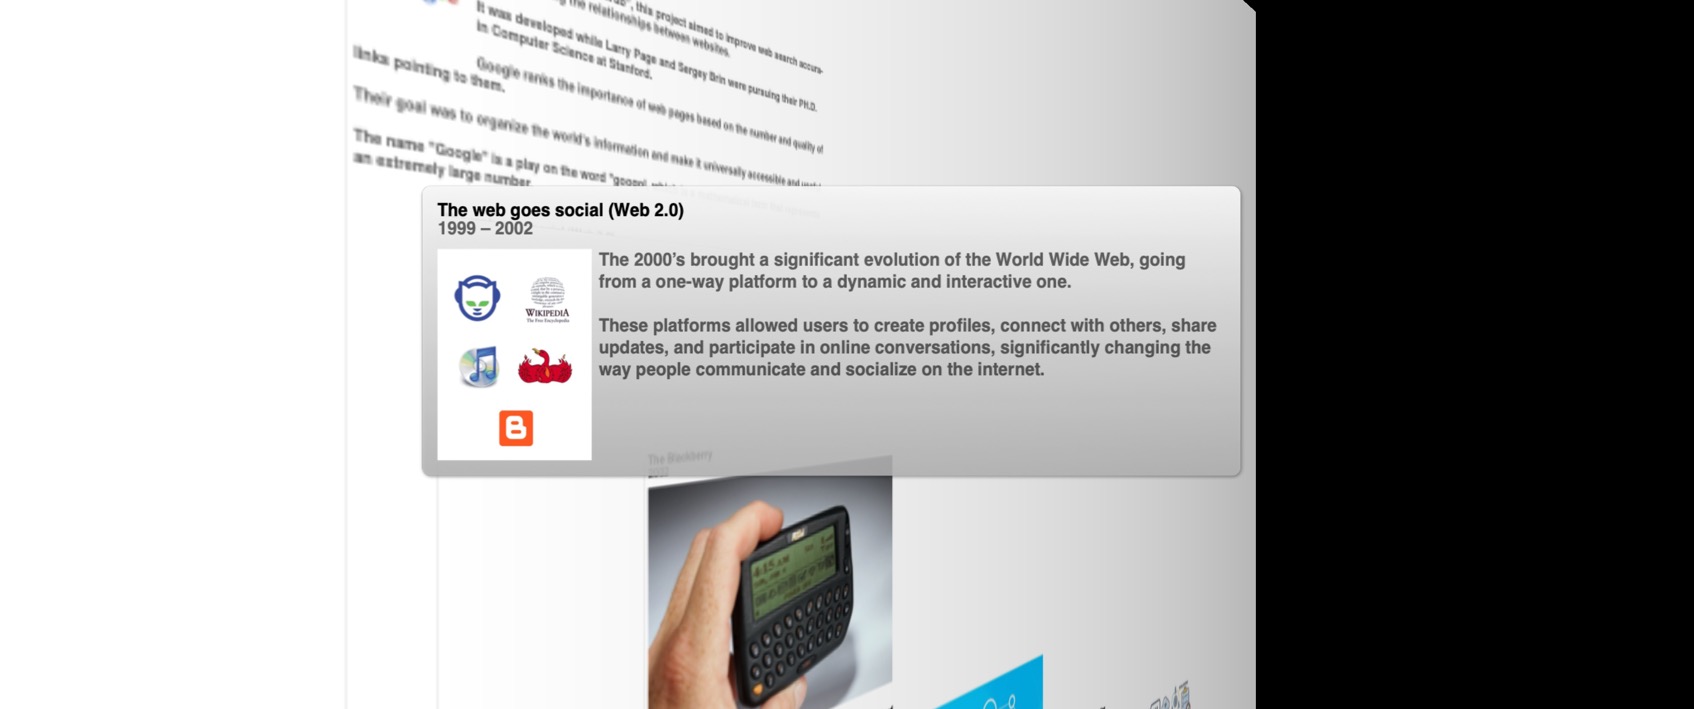 ", this project aimed to improve web search accura-
the relationships between websites.
It was developed while Larry Page and Sergey Brin were pursuing their PH.D.
in Computer Science at Stanford.
Google ranks the importance of web pages based on the number and quality of
links pointing to them.
Their goal was to organize the world's information and make it universally accessible and
The name "Google" is a play on the word "googol,
an extremely large number.
The web goes social (Web 2.0)
1999 – 2002
WIKIPEDIA
The Free Encyclopedia
The 2000's brought a significant evolution of the World Wide Web, going
from a one-way platform to a dynamic and interactive one.
These platforms allowed users to create profiles, connect with others, share
updates, and participate in online conversations, significantly changing the
way people communicate and socialize on the internet.
B
The Blackberry
2002